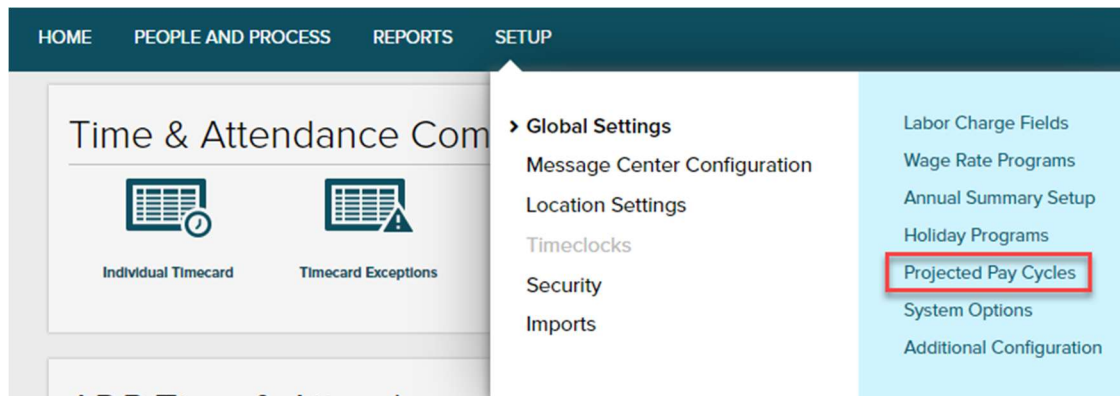 HOME PEOPLE AND PROCESS REPORTS SETUP
Time & Attendance Com
Individual Timecard
Timecard Exceptions
> Global Settings
Message Center Configuration
Location Settings
Timeclocks
Security
Imports
Labor Charge Fields
Wage Rate Programs
Annual Summary Setup
Holiday Programs
Projected Pay Cycles
System Options
Additional Configuration